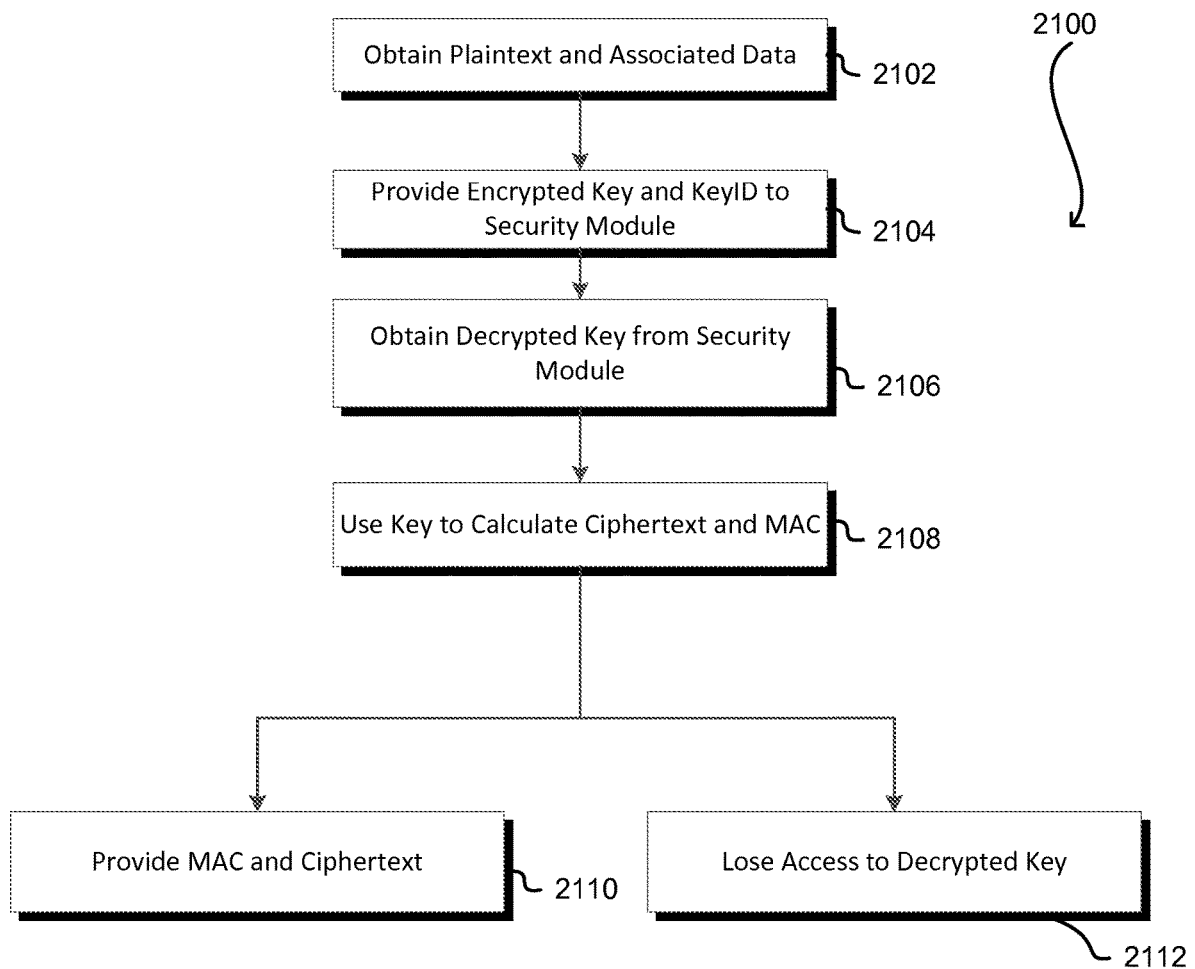 2100
Obtain Plaintext and Associated Data
2102
Provide Encrypted Key and KeyID to
Security Module
2104
Obtain Decrypted Key from Security
Module
2106
Use Key to Calculate Ciphertext and MAC
2108
Provide MAC and Ciphertext
2110
Lose Access to Decrypted Key
2112